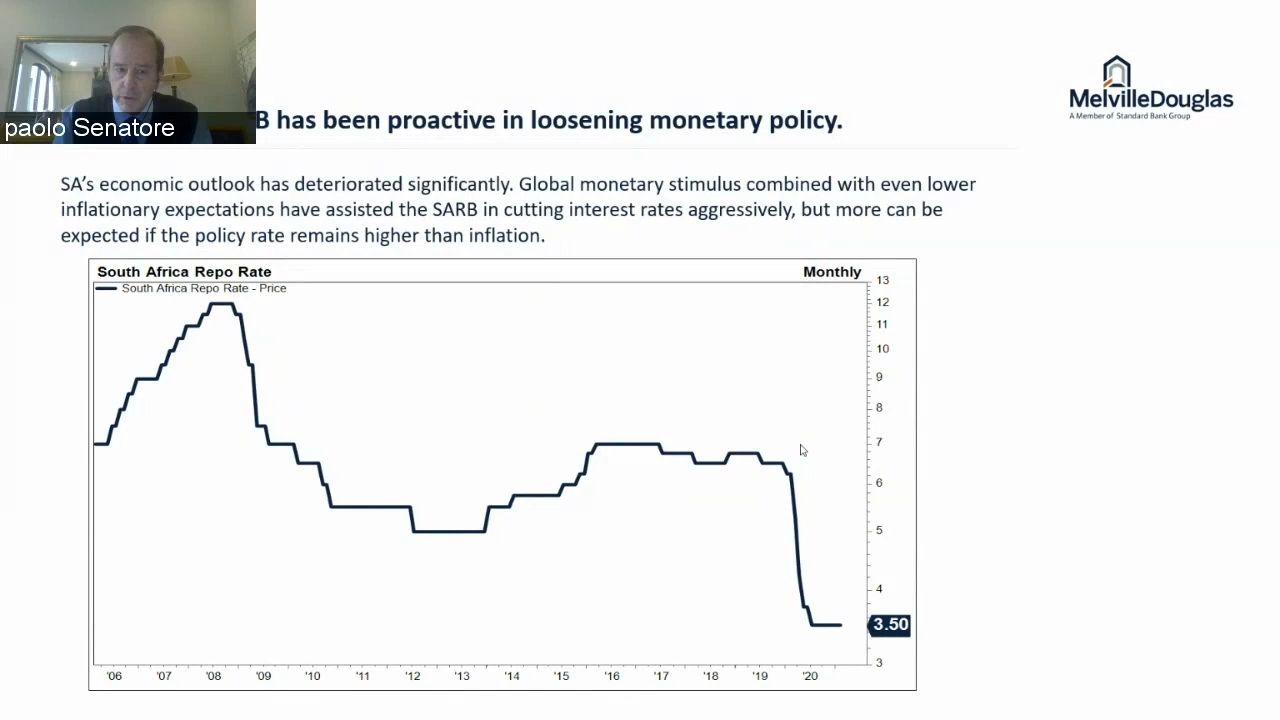 paolo Senatore
B has been proactive in loosening monetary policy.
MelvilleDouglas
A Member of Standard Bank Group
SA's economic outlook has deteriorated significantly. Global monetary stimulus combined with even lower
inflationary expectations have assisted the SARB in cutting interest rates aggressively, but more can be
expected if the policy rate remains higher than inflation.
South Africa Repo Rate Monthly
South Africa Repo Rate - Price
13
12
11
10
9
8
7
6
5
4
3.50
3
'06 '07 '08 '09 '10 '11 '12 '13 '14 '15 '16 '17 '18 '19 '20